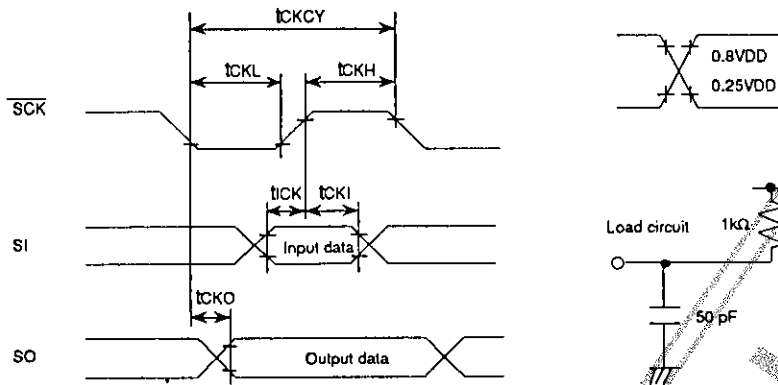 tCKCY
tCKL
tCKH
SCK
tICK
tCKI
SI
Input data
tCKO
SO
Output data
0.8VDD
0.25VDD
Load circuit
1kΩ
50 pF